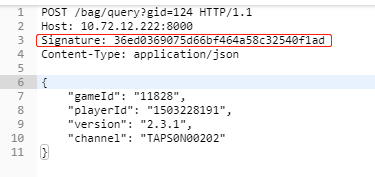 1 POST /bag/query?gid=124 HTTP/1.1
2 Host: 10.72.12.222:8000
3 Signature: 36ed0369075d66bf464a58c32540f1ad
4 Content-Type: application/json
5
6 {
7 "gameId": "11828",
8 "playerId": "1503228191",
9 "version": "2.3.1",
10 "channel": "TAPS0N00202"
11 }